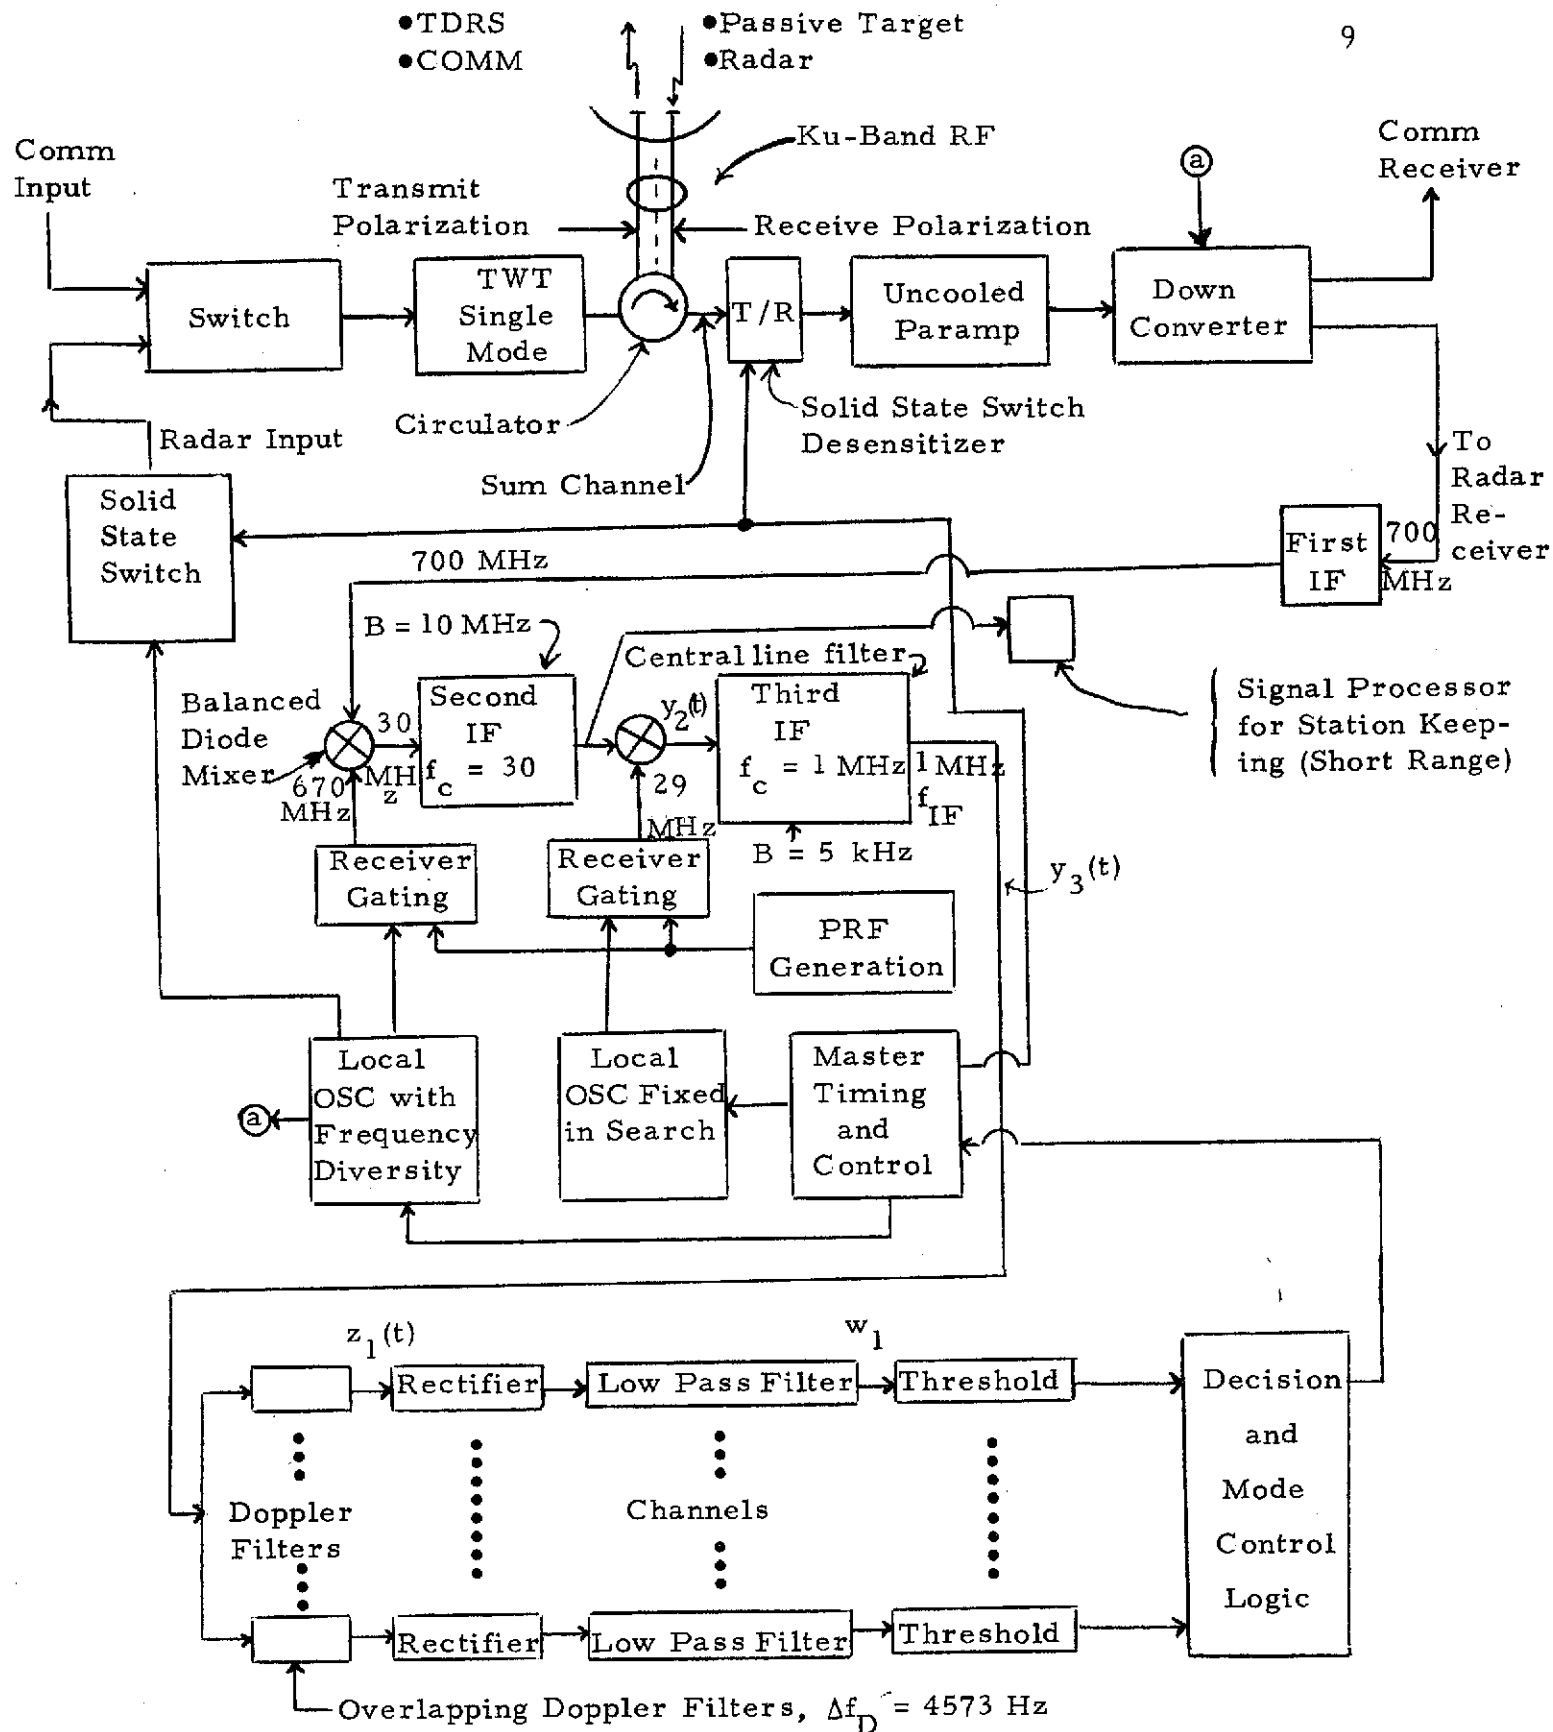 •TDRS
•COMM
•Passive Target
•Radar
9
Ku-Band RF
Comm
Input
Transmit
Polarization
Receive Polarization
a
Comm
Receiver
Switch
TWT
Single
Mode
T/R
Uncooled
Paramp
Down
Converter
Circulator
Solid State Switch
Desensitizer
Radar Input
Sum Channel
To
Radar
Re-
ceiver
Solid
State
Switch
700 MHz
First
IF
700
MHz
B = 10 MHz
Central line filter
Signal Processor
for Station Keep-
ing (Short Range)
Balanced
Diode
Mixer
30
MHz
670
MHz
Second
IF
f_c = 30
y_2(t)
29
MHz
Third
IF
f_c = 1 MHz
1 MHz
f_IF
B = 5 kHz
y_3(t)
Receiver
Gating
Receiver
Gating
PRF
Generation
Local
OSC with
Frequency
Diversity
a
Local
OSC Fixed
in Search
Master
Timing
and
Control
z_1(t)
w_1
Rectifier
Low Pass Filter
Threshold
Decision
and
Mode
Control
Logic
Doppler
Filters
Channels
Rectifier
Low Pass Filter
Threshold
Overlapping Doppler Filters, Δf_D = 4573 Hz